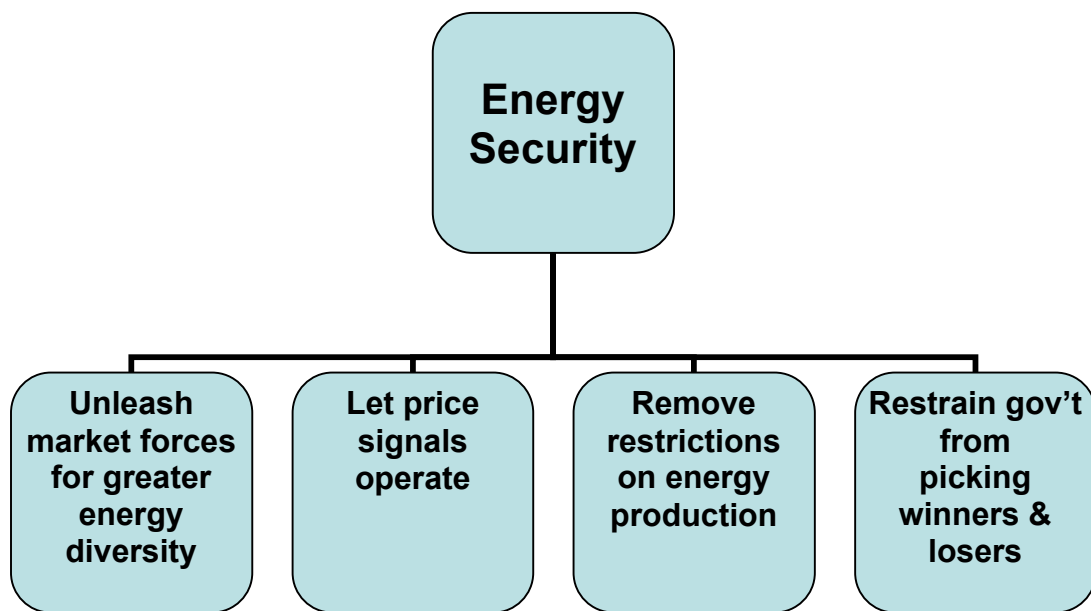 Energy
Security
Unleash
market forces
for greater
energy
diversity
Let price
signals
operate
Remove
restrictions
on energy
production
Restrain gov’t
from
picking
winners &
losers